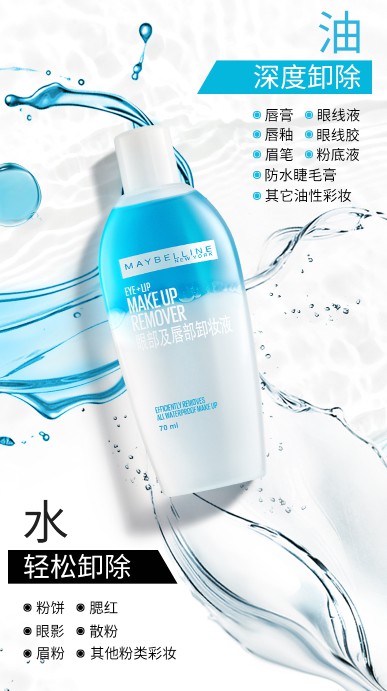 油
深度卸除
唇膏 眼线液
唇釉 眼线胶
眉笔 粉底液
防水睫毛膏
其它油性彩妆
MAYBELLINE
NEW YORK
EYE+LIP
MAKE UP
REMOVER
眼部及唇部卸妆液
EFFICIENTLY REMOVES
ALL WATERPROOF MAKE UP
70 ml
水
轻松卸除
粉饼 腮红
眼影 散粉
眉粉 其他粉类彩妆